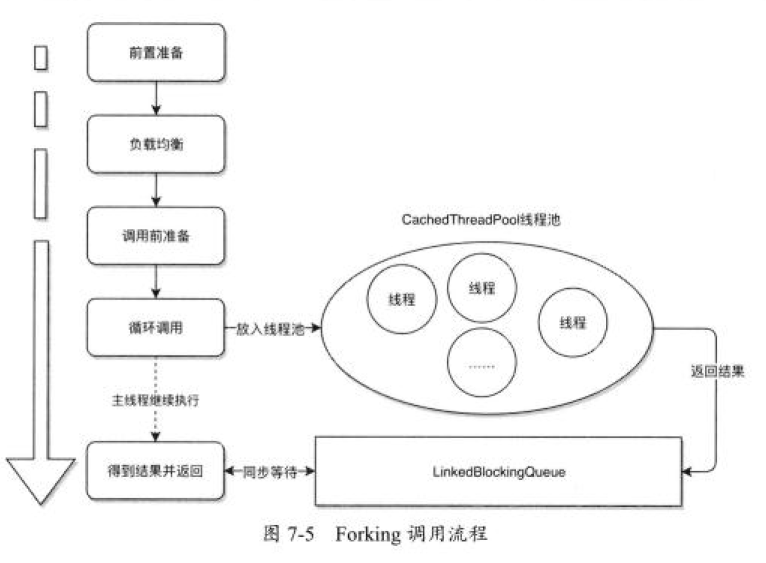 前置准备
负载均衡
调用前准备
CachedThreadPool线程池
线程
线程
线程
......
循环调用
放入线程池
返回结果
主线程继续执行
得到结果并返回
同步等待
LinkedBlockingQueue
图 7-5 Forking 调用流程